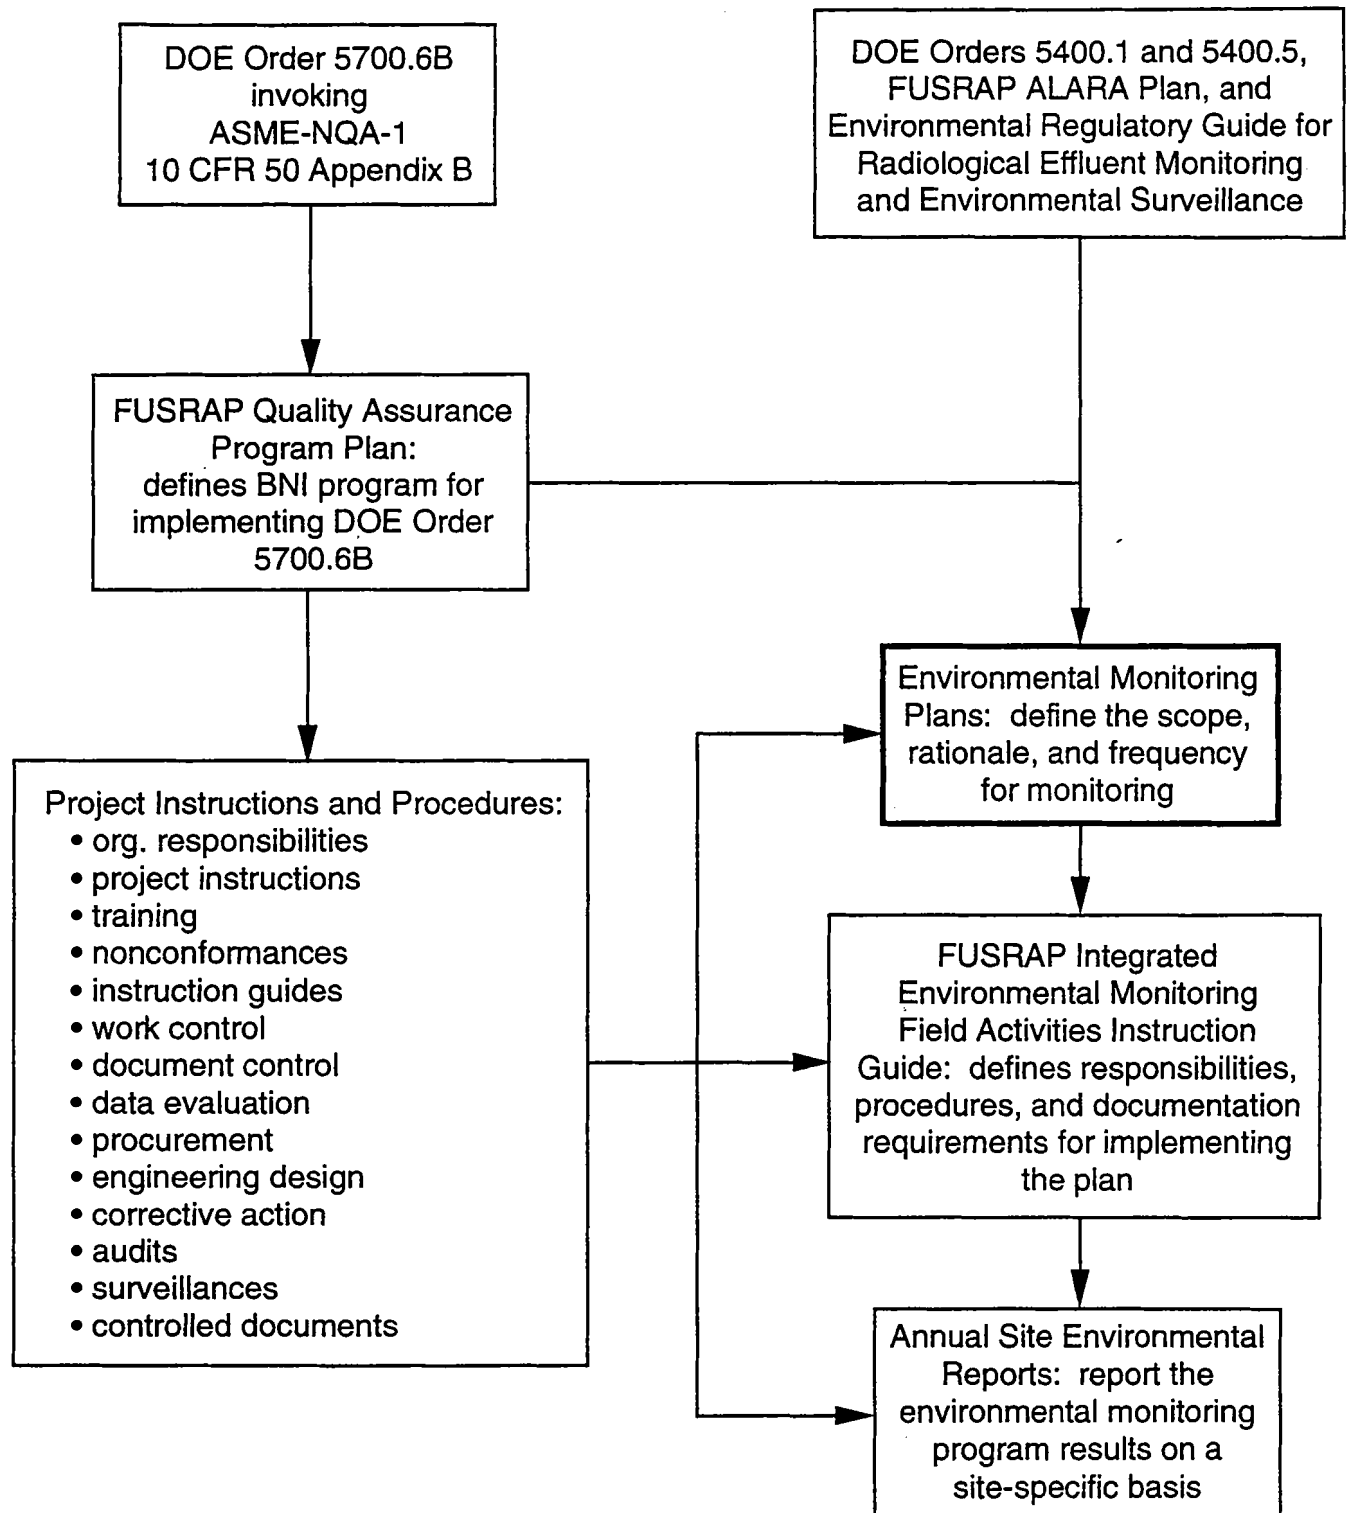 DOE Order 5700.6B
invoking
ASME-NQA-1
10 CFR 50 Appendix B
DOE Orders 5400.1 and 5400.5,
FUSRAP ALARA Plan, and
Environmental Regulatory Guide for
Radiological Effluent Monitoring
and Environmental Surveillance
FUSRAP Quality Assurance
Program Plan:
defines BNI program for
implementing DOE Order
5700.6B
Environmental Monitoring
Plans: define the scope,
rationale, and frequency
for monitoring
Project Instructions and Procedures:
• org. responsibilities
• project instructions
• training
• nonconformances
• instruction guides
• work control
• document control
• data evaluation
• procurement
• engineering design
• corrective action
• audits
• surveillances
• controlled documents
FUSRAP Integrated
Environmental Monitoring
Field Activities Instruction
Guide: defines responsibilities,
procedures, and documentation
requirements for implementing
the plan
Annual Site Environmental
Reports: report the
environmental monitoring
program results on a
site-specific basis